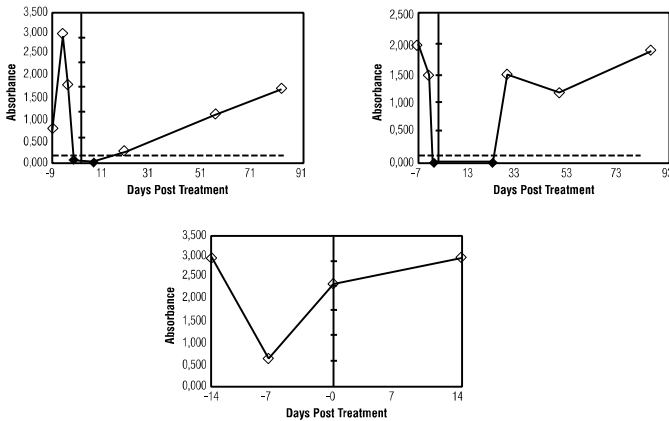 3,500
3,000
2,500
2,000
1,500
1,000
0,500
0,000
Absorbance
-9 11 31 51 71 91
Days Post Treatment
2,500
2,000
1,500
1,000
0,500
0,000
Absorbance
-7 13 33 53 73 93
Days Post Treatment
3,500
3,000
2,500
2,000
1,500
1,000
0,500
0,000
Absorbance
-14 -7 -0 7 14
Days Post Treatment